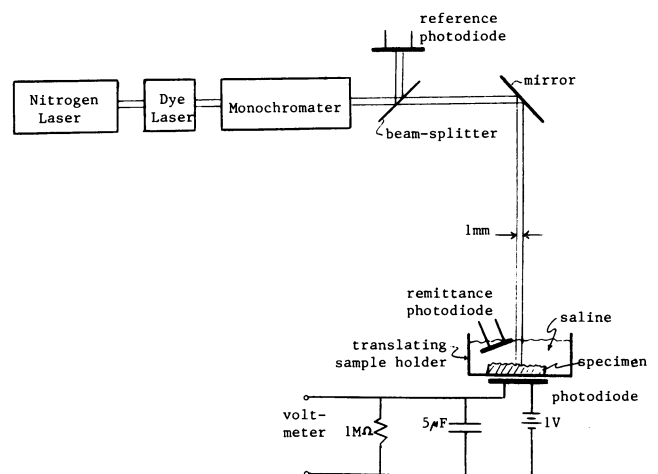 reference
photodiode
mirror
Nitrogen
Laser
Dye
Laser
Monochromater
beam-splitter
1mm
remittance
photodiode
saline
translating
sample holder
specimen
photodiode
volt-
meter
1MΩ
5μF
1V